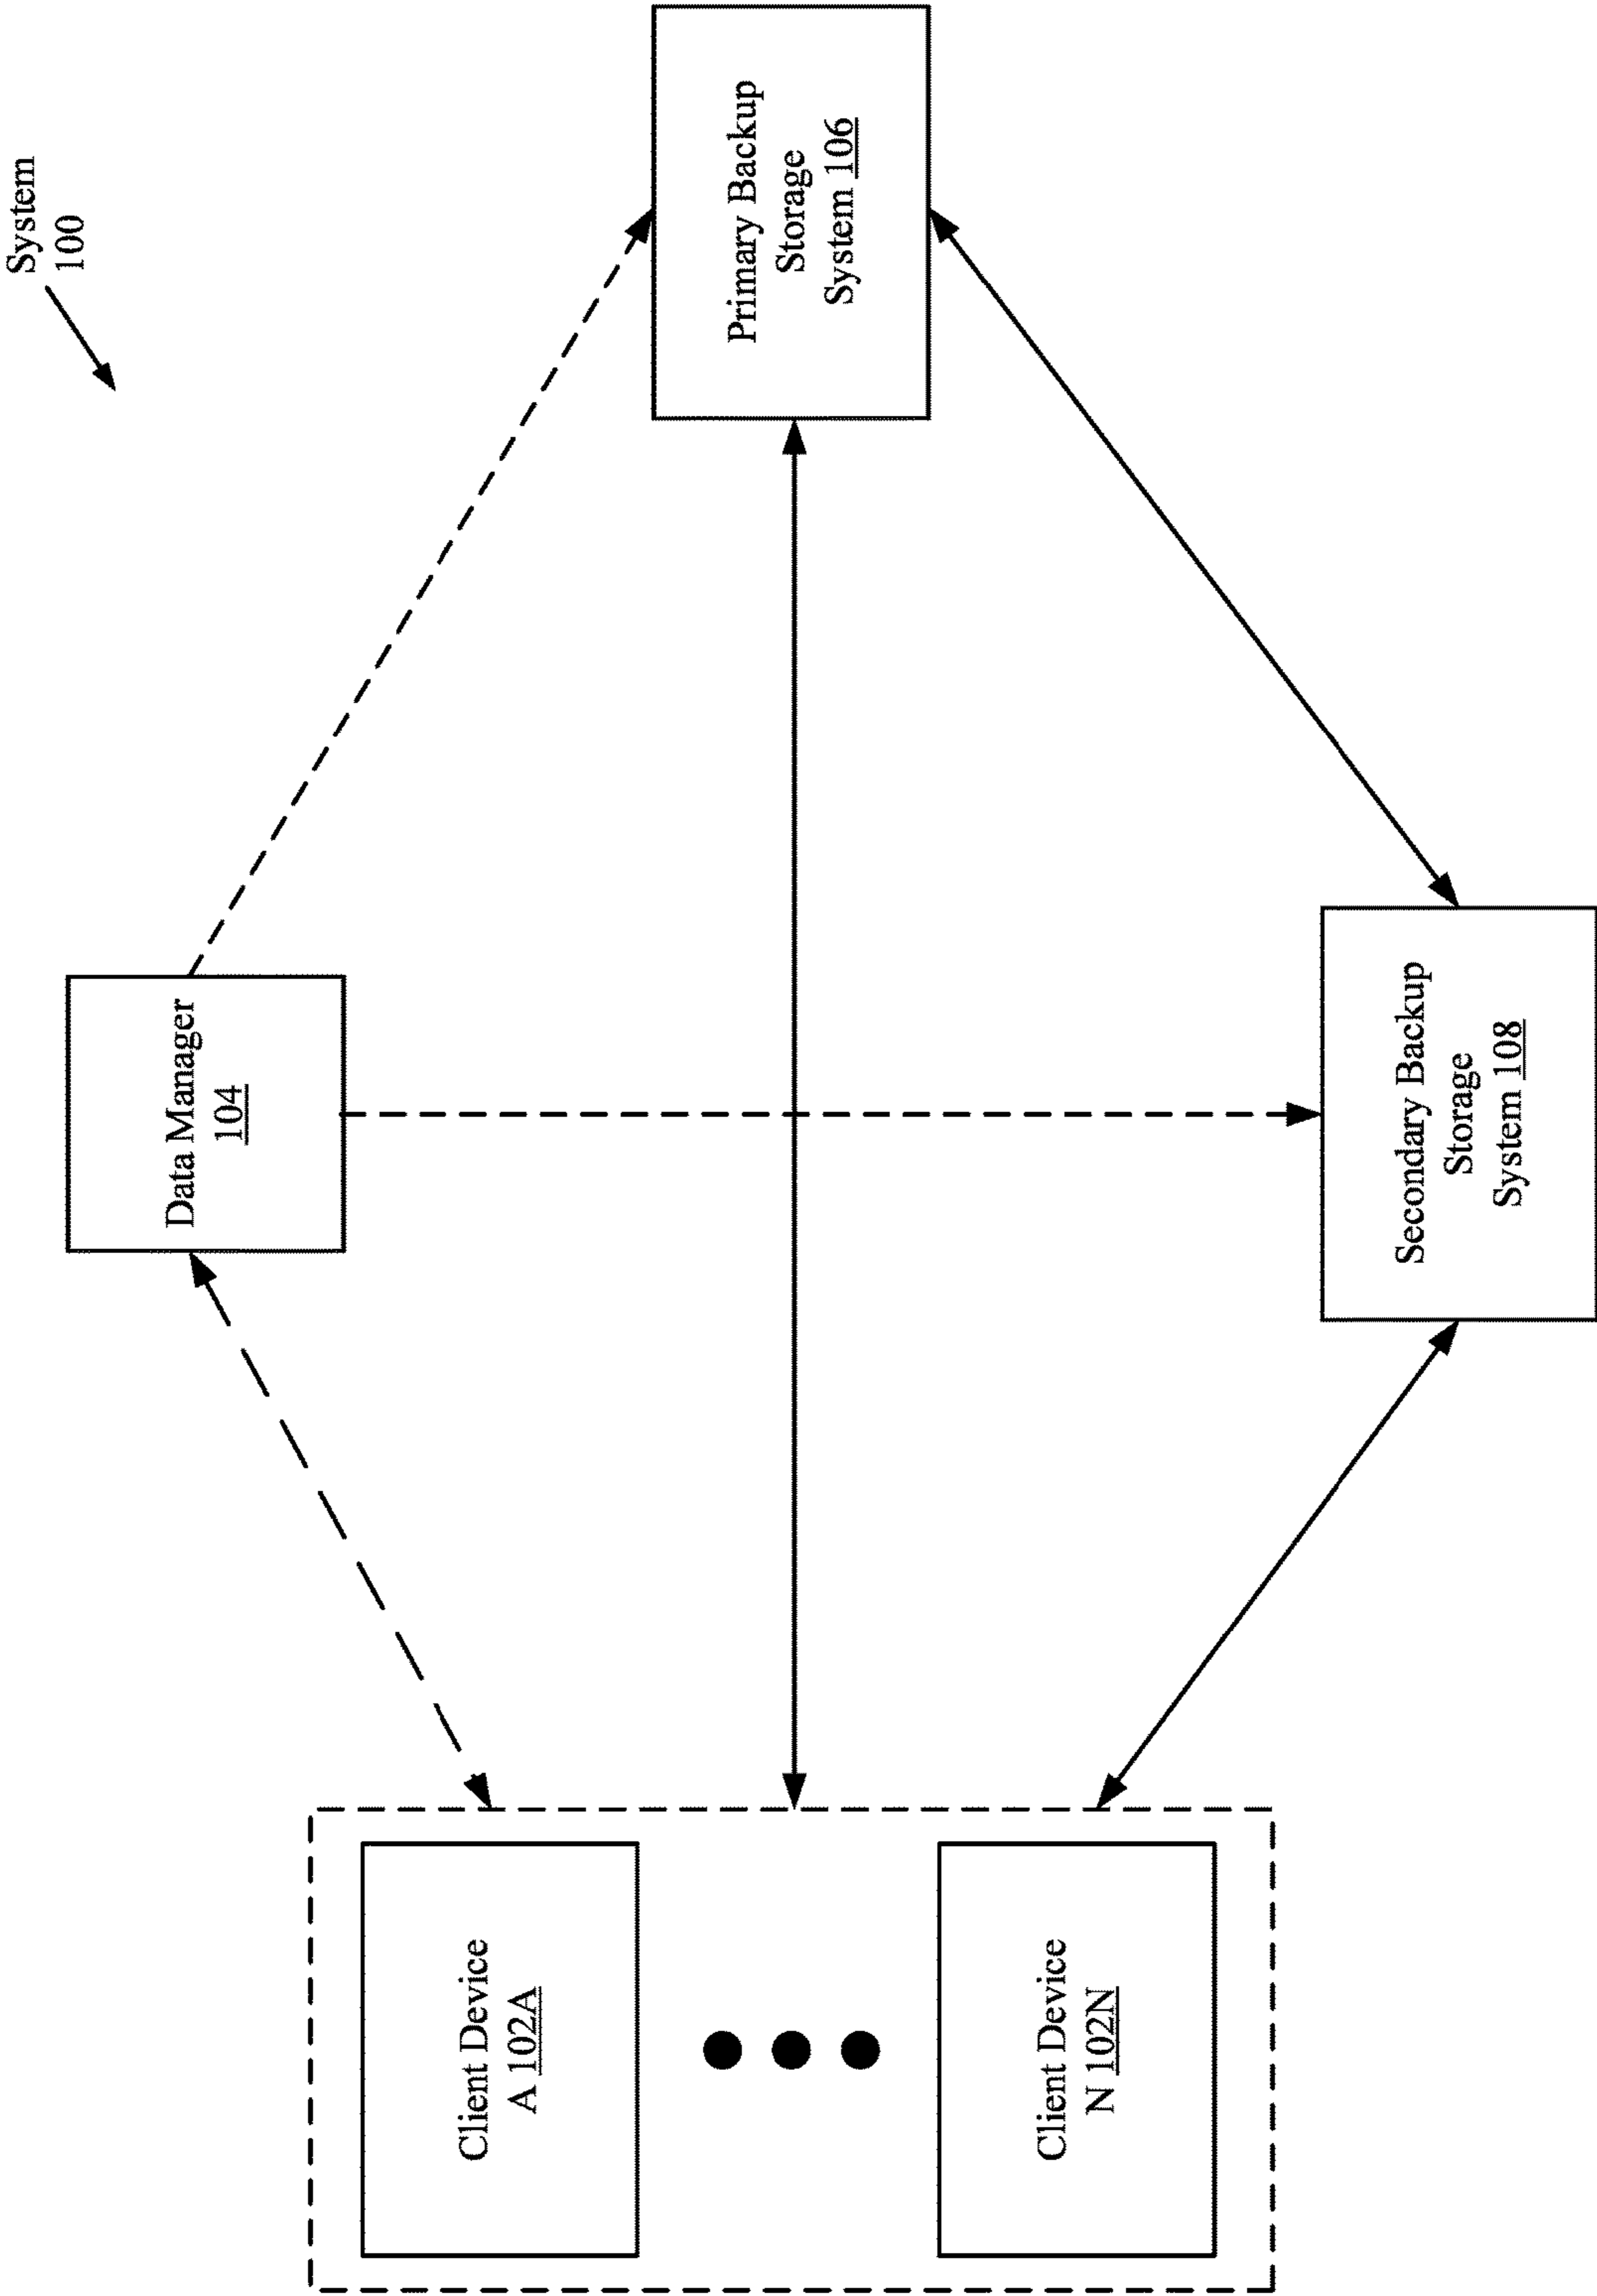 System
100
Data Manager
104
Client Device
A 102A
Client Device
N 102N
Primary Backup
Storage
System 106
Secondary Backup
Storage
System 108